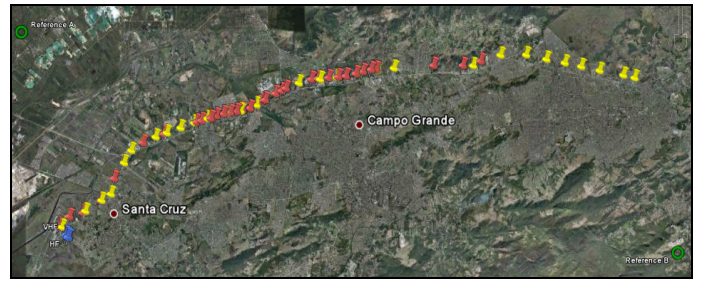 Reference A
Campo Grande
Santa Cruz
VHF
HF
Reference B